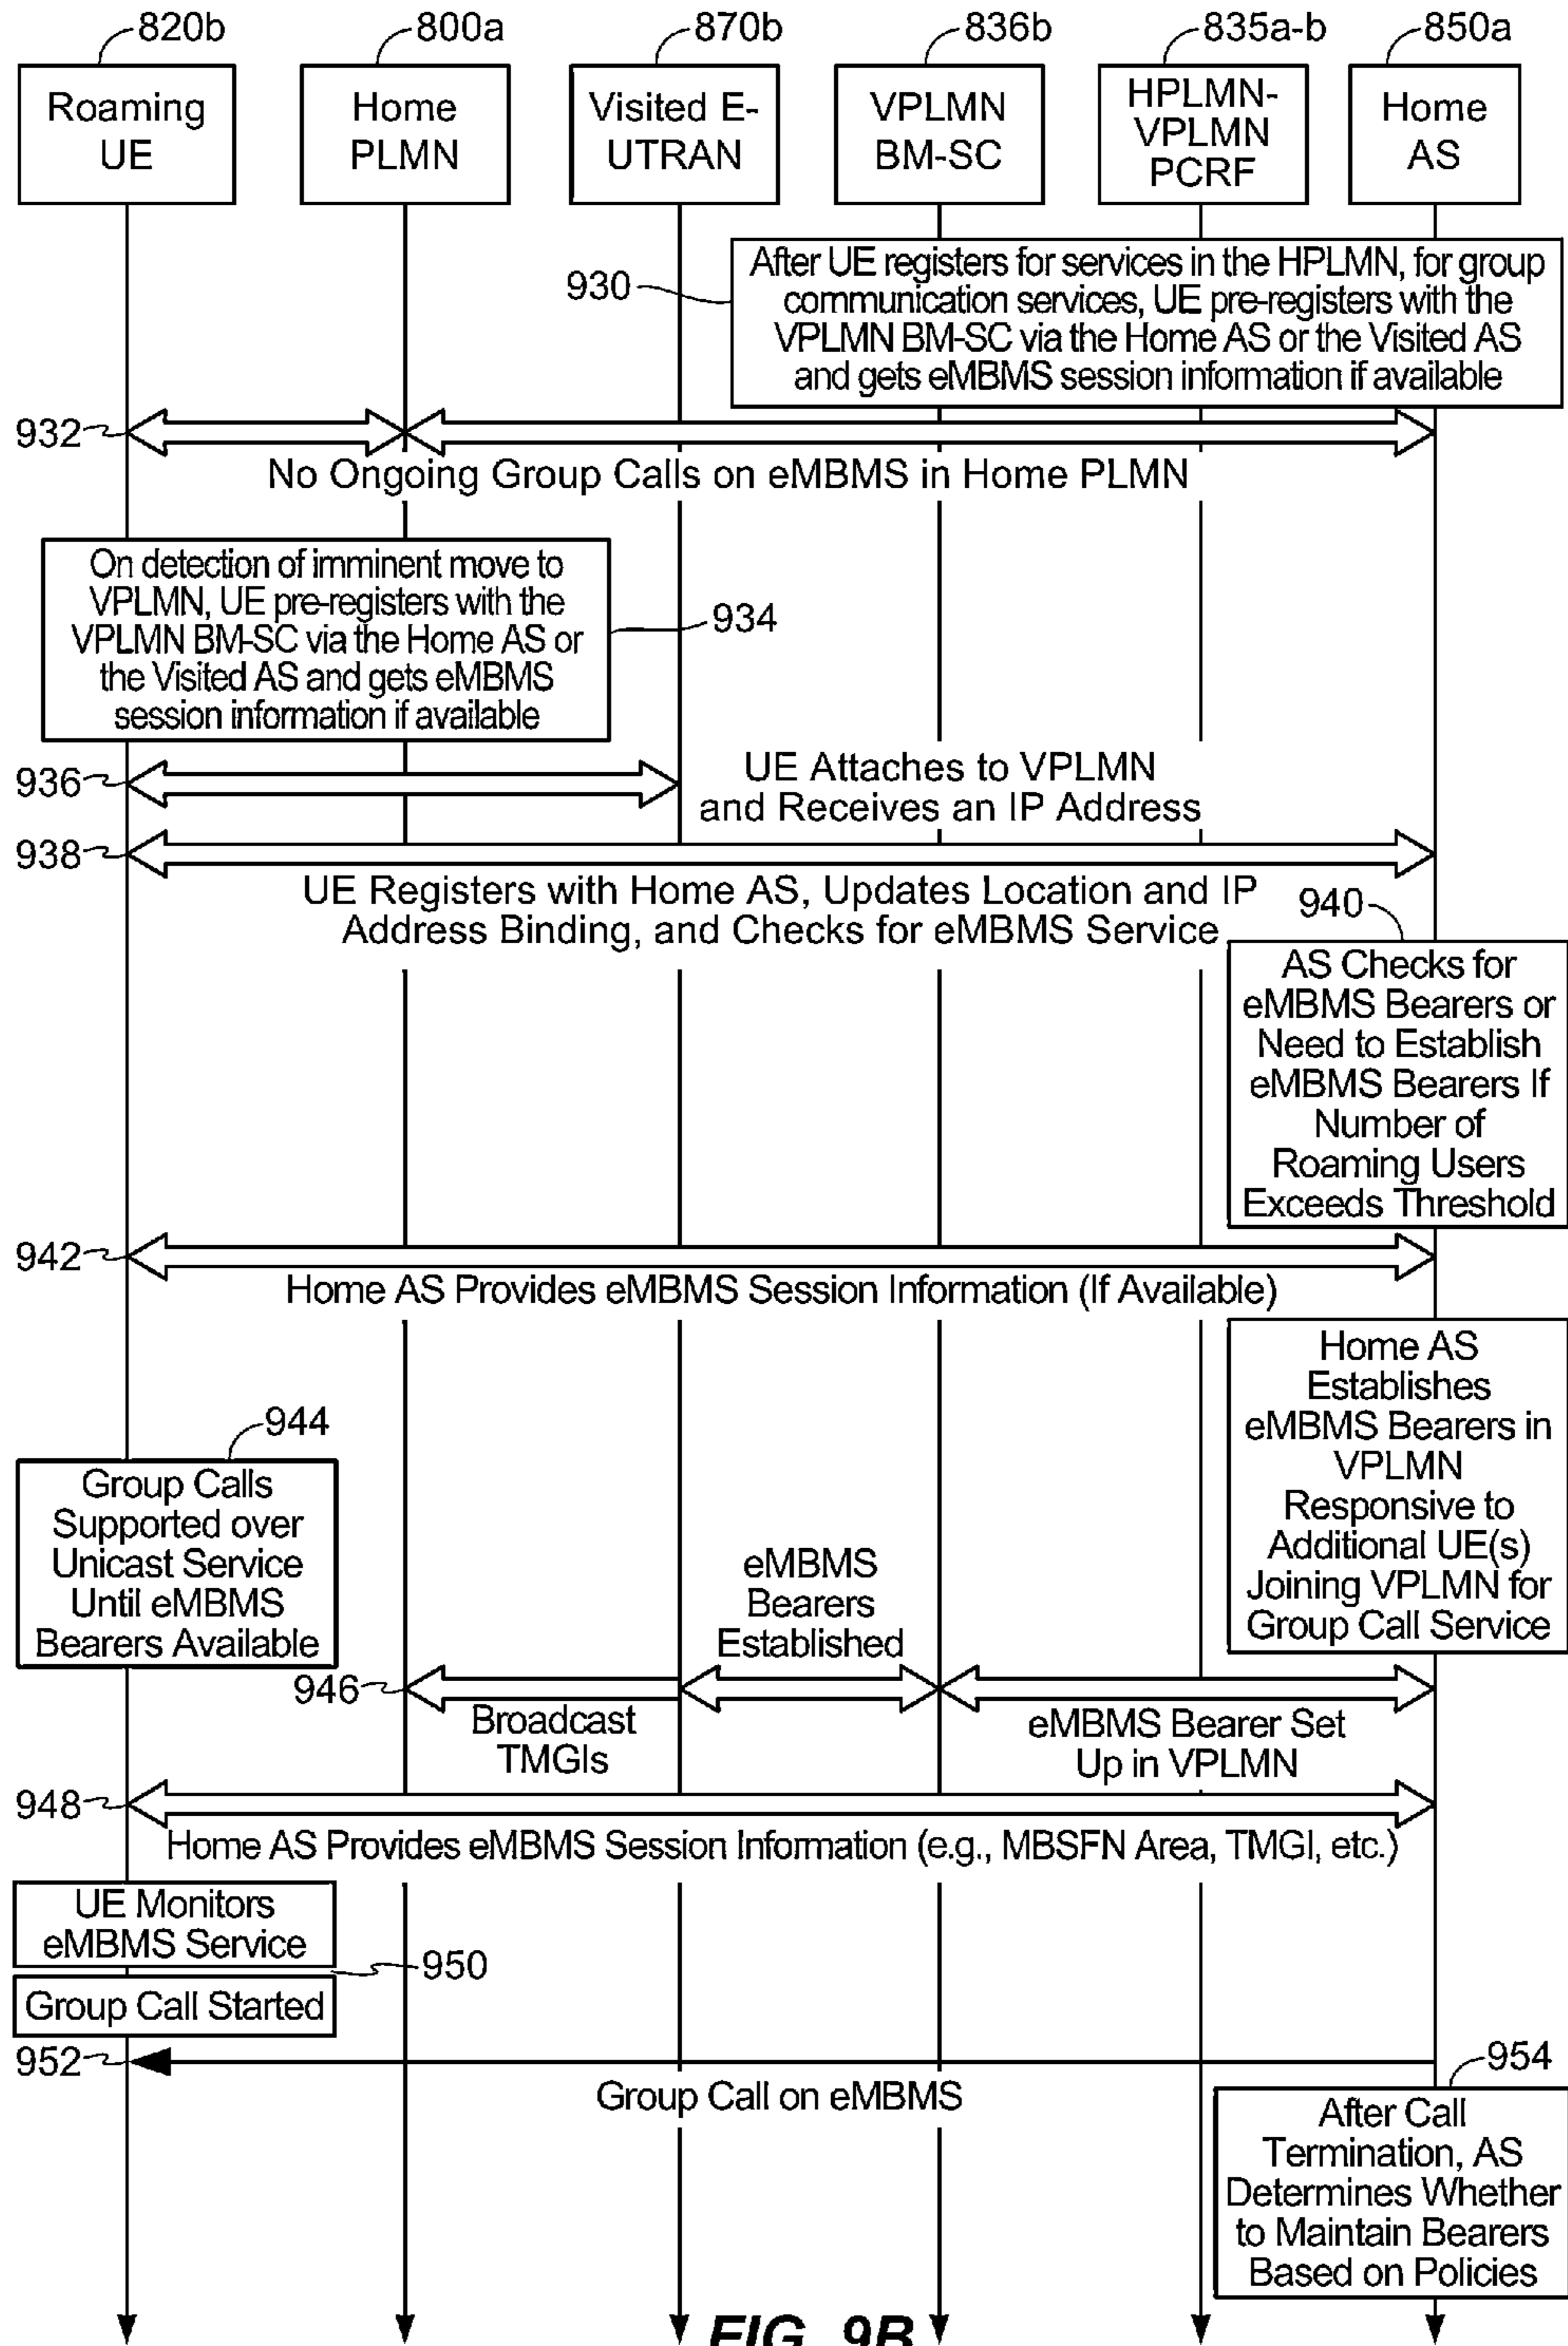 820b
800a
870b
836b
835a-b
850a
Roaming
UE
Home
PLMN
Visited E-
UTRAN
VPLMN
BM-SC
HPLMN-
VPLMN
PCRF
Home
AS
930
After UE registers for services in the HPLMN, for group
communication services, UE pre-registers with the
VPLMN BM-SC via the Home AS or the Visited AS
and gets eMBMS session information if available
932
No Ongoing Group Calls on eMBMS in Home PLMN
On detection of imminent move to
VPLMN, UE pre-registers with the
VPLMN BM-SC via the Home AS or
the Visited AS and gets eMBMS
session information if available
934
936
UE Attaches to VPLMN
and Receives an IP Address
938
UE Registers with Home AS, Updates Location and IP
Address Binding, and Checks for eMBMS Service
940
AS Checks for
eMBMS Bearers or
Need to Establish
eMBMS Bearers If
Number of
Roaming Users
Exceeds Threshold
942
Home AS Provides eMBMS Session Information (If Available)
Home AS
Establishes
eMBMS Bearers in
VPLMN
Responsive to
Additional UE(s)
Joining VPLMN for
Group Call Service
944
Group Calls
Supported over
Unicast Service
Until eMBMS
Bearers Available
eMBMS
Bearers
Established
946
Broadcast
TMGIs
eMBMS Bearer Set
Up in VPLMN
948
Home AS Provides eMBMS Session Information (e.g., MBSFN Area, TMGI, etc.)
UE Monitors
eMBMS Service
950
Group Call Started
952
Group Call on eMBMS
954
After Call
Termination, AS
Determines Whether
to Maintain Bearers
Based on Policies
FIG. 9B